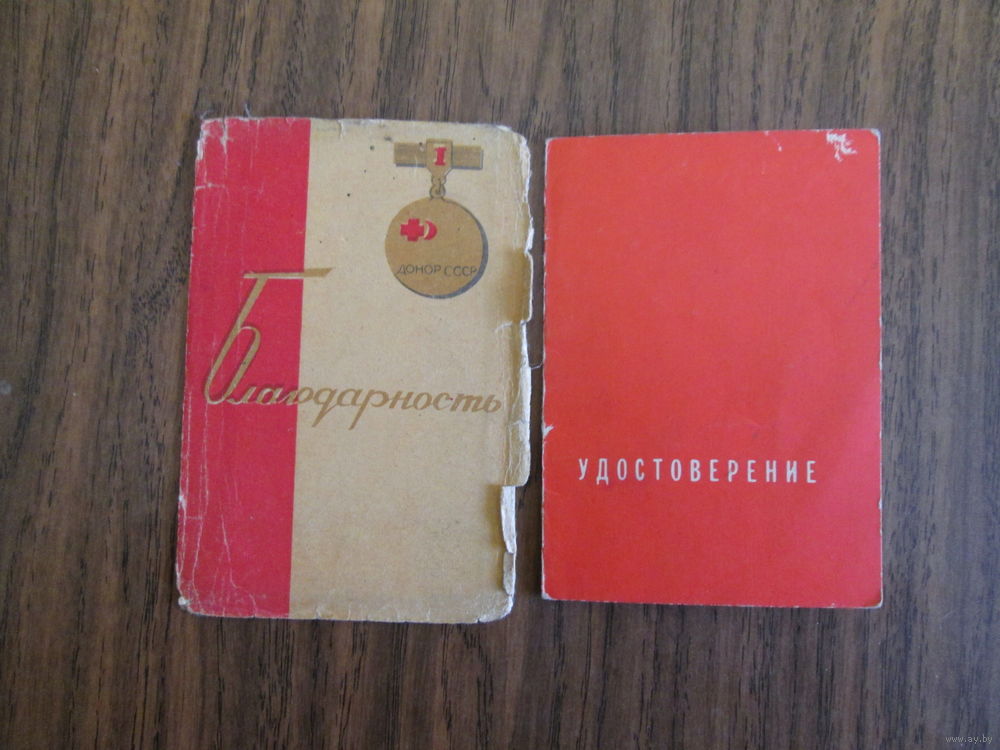 I
ДОНОР СССР
Благодарность
УДОСТОВЕРЕНИЕ
www.ay.by